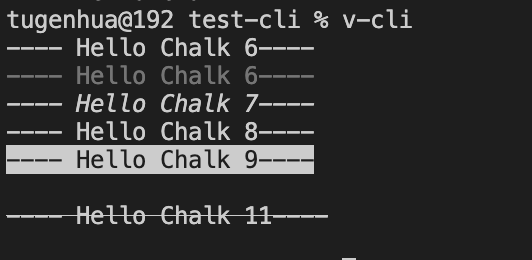 tugenhua@192 test-cli % v-cli
---- Hello Chalk 6----
---- Hello Chalk 6----
---- Hello Chalk 7----
---- Hello Chalk 8----
---- Hello Chalk 9----
---- Hello Chalk 11----